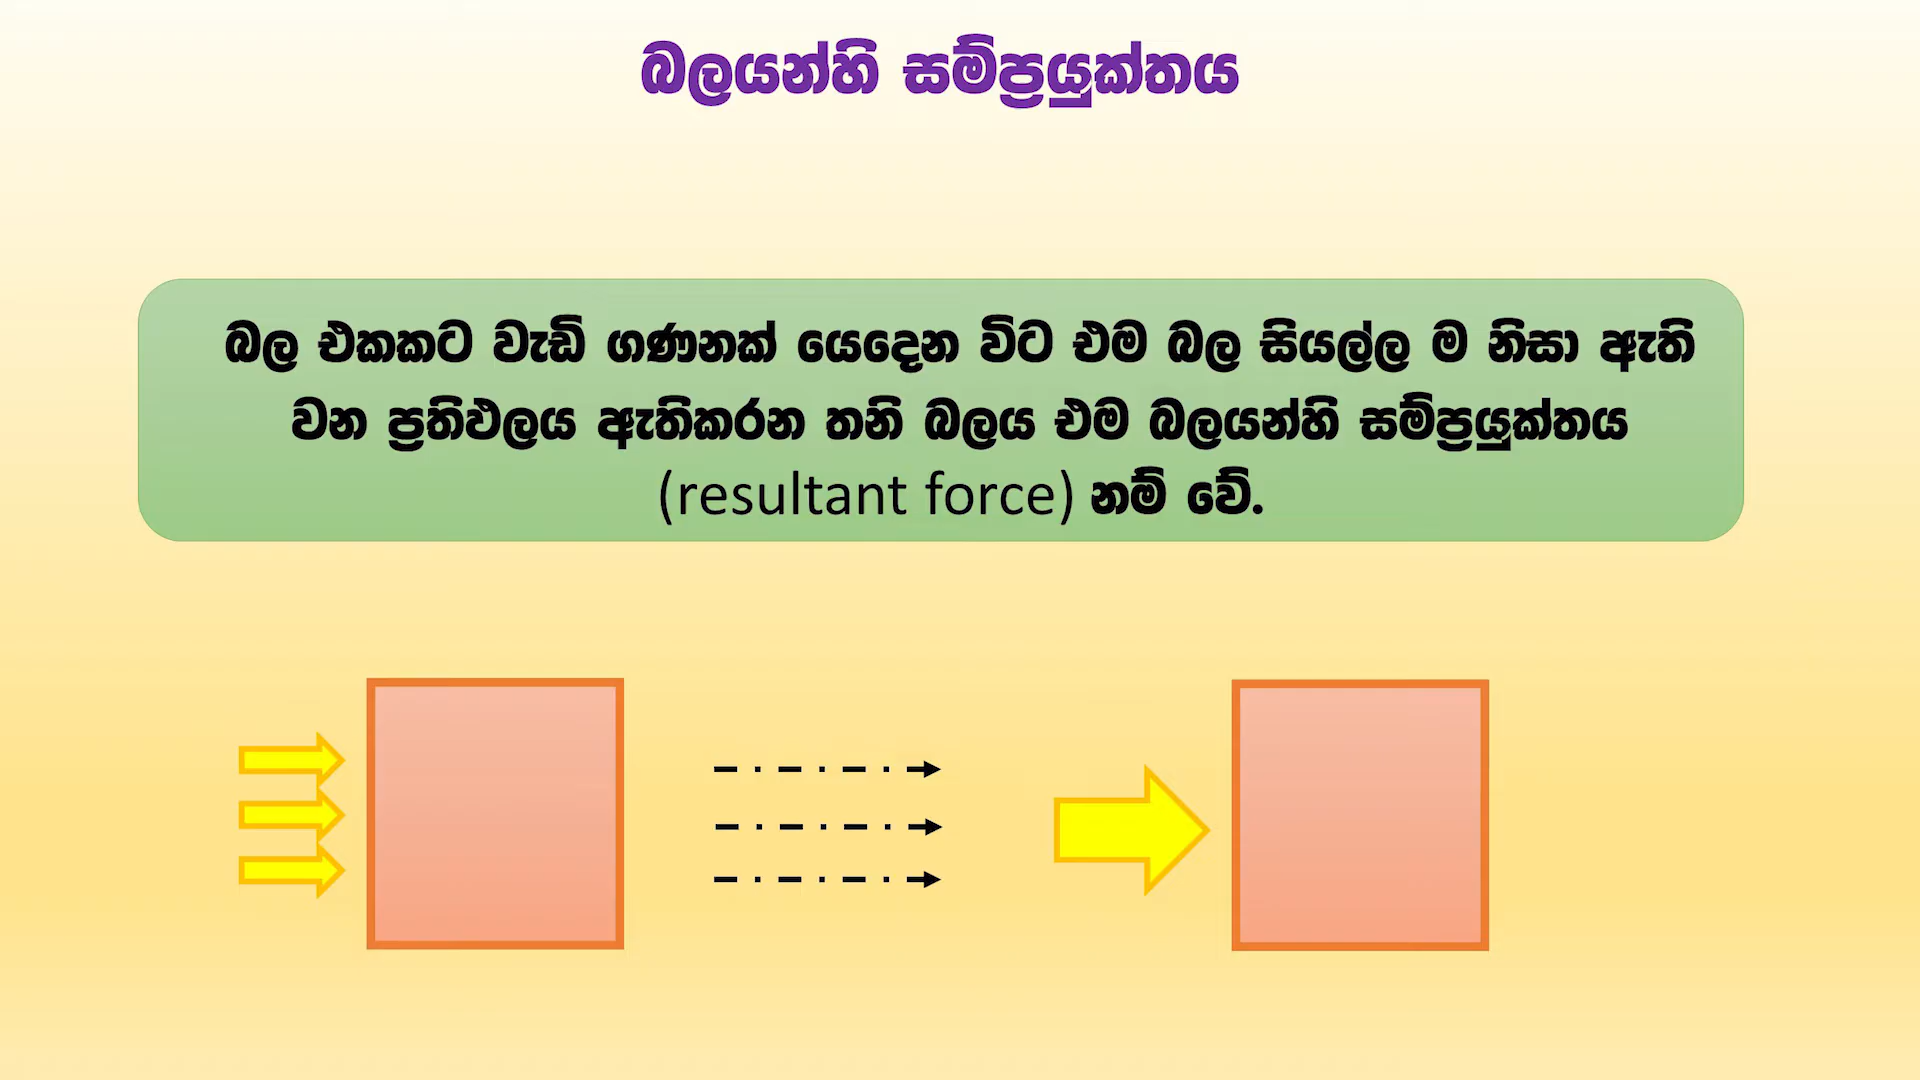 බලයන්හි සම්ප්‍රයුක්තය
බල එකකට වැඩි ගණනක් යෙදෙන විට එම බල සියල්ල ම නිසා ඇති
වන ප්‍රතිඵලය ඇතිකරන තනි බලය එම බලයන්හි සම්ප්‍රයුක්තය
(resultant force) නම් වේ.